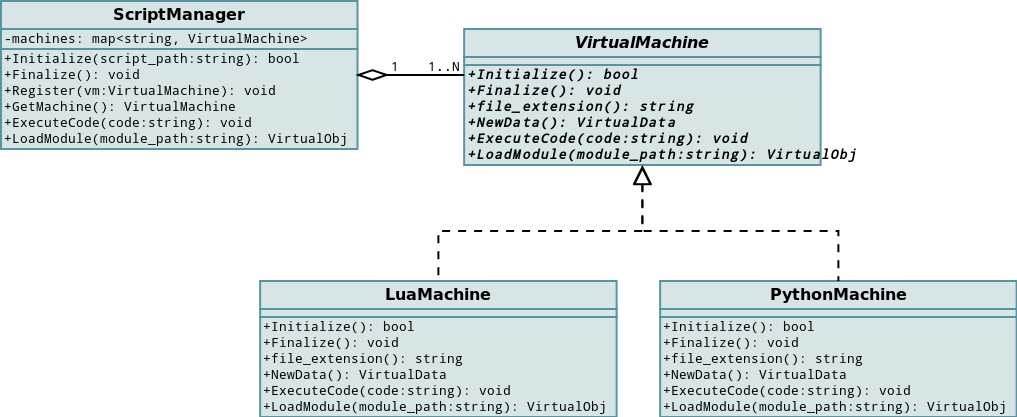 ScriptManager
-machines: map<string, VirtualMachine>
+Initialize(script_path:string): bool
+Finalize(): void
+Register(vm:VirtualMachine): void
+GetMachine(): VirtualMachine
+ExecuteCode(code:string): void
+LoadModule(module_path:string): VirtualObj
1
1..N
VirtualMachine
+Initialize(): bool
+Finalize(): void
+file_extension(): string
+NewData(): VirtualData
+ExecuteCode(code:string): void
+LoadModule(module_path:string): VirtualObj
LuaMachine
+Initialize(): bool
+Finalize(): void
+file_extension(): string
+NewData(): VirtualData
+ExecuteCode(code:string): void
+LoadModule(module_path:string): VirtualObj
PythonMachine
+Initialize(): bool
+Finalize(): void
+file_extension(): string
+NewData(): VirtualData
+ExecuteCode(code:string): void
+LoadModule(module_path:string): VirtualObj